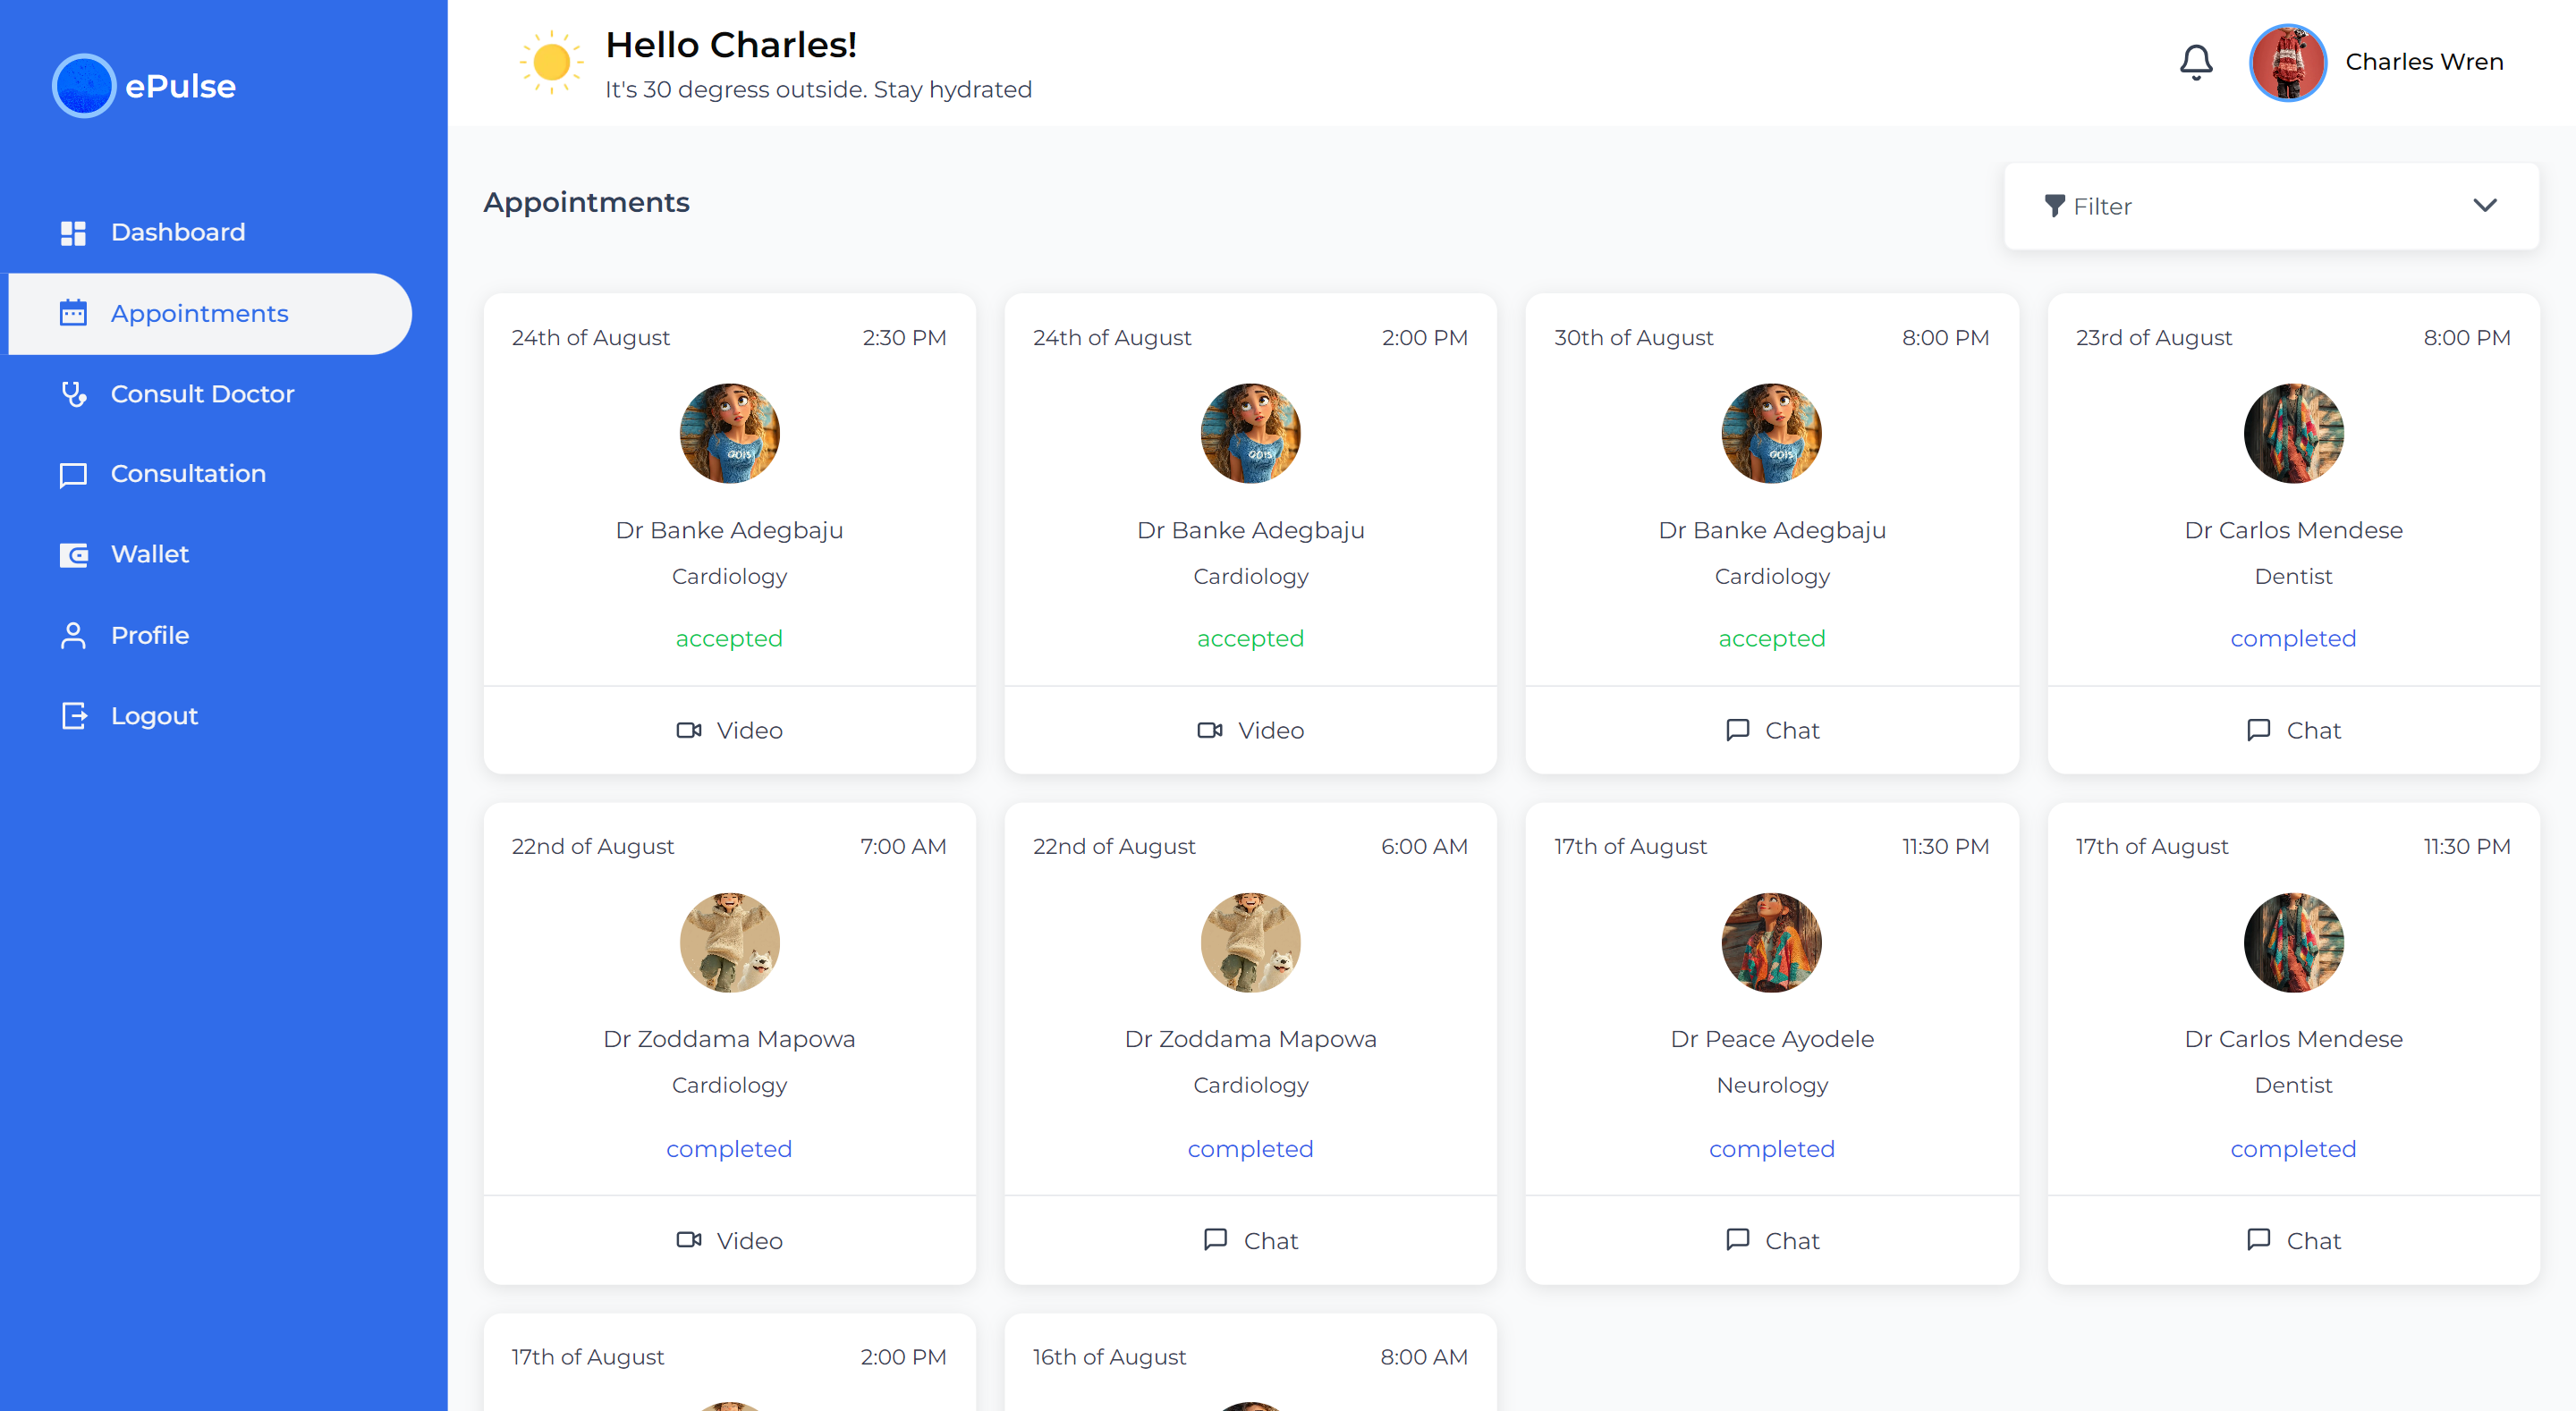 ePulse
Dashboard
Appointments
Consult Doctor
Consultation
Wallet
Profile
Logout
Hello Charles!
It's 30 degress outside. Stay hydrated
Charles Wren
Appointments
Filter
24th of August 2:30 PM
Dr Banke Adegbaju
Cardiology
accepted
Video
24th of August 2:00 PM
Dr Banke Adegbaju
Cardiology
accepted
Video
30th of August 8:00 PM
Dr Banke Adegbaju
Cardiology
accepted
Chat
23rd of August 8:00 PM
Dr Carlos Mendese
Dentist
completed
Chat
22nd of August 7:00 AM
Dr Zoddama Mapowa
Cardiology
completed
Video
22nd of August 6:00 AM
Dr Zoddama Mapowa
Cardiology
completed
Chat
17th of August 11:30 PM
Dr Peace Ayodele
Neurology
completed
Chat
17th of August 11:30 PM
Dr Carlos Mendese
Dentist
completed
Chat
17th of August 2:00 PM
16th of August 8:00 AM